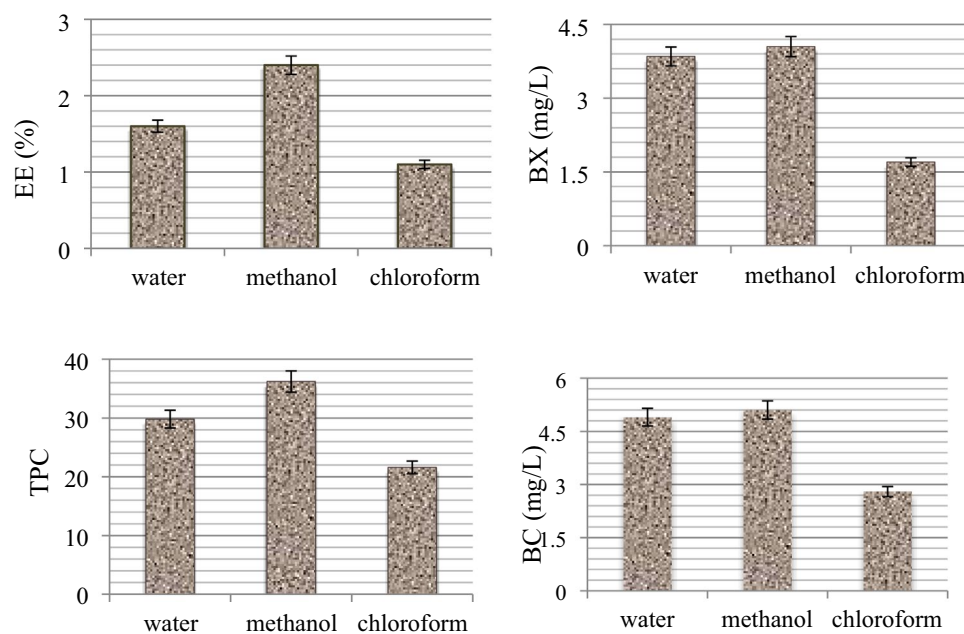 EE (%)
3
2
1
0
water methanol chloroform
BX (mg/L)
4.5
3
1.5
0
water methanol chloroform
TPC
40
30
20
10
0
water methanol chloroform
BC (mg/L)
6
4.5
3
1.5
0
water methanol chloroform